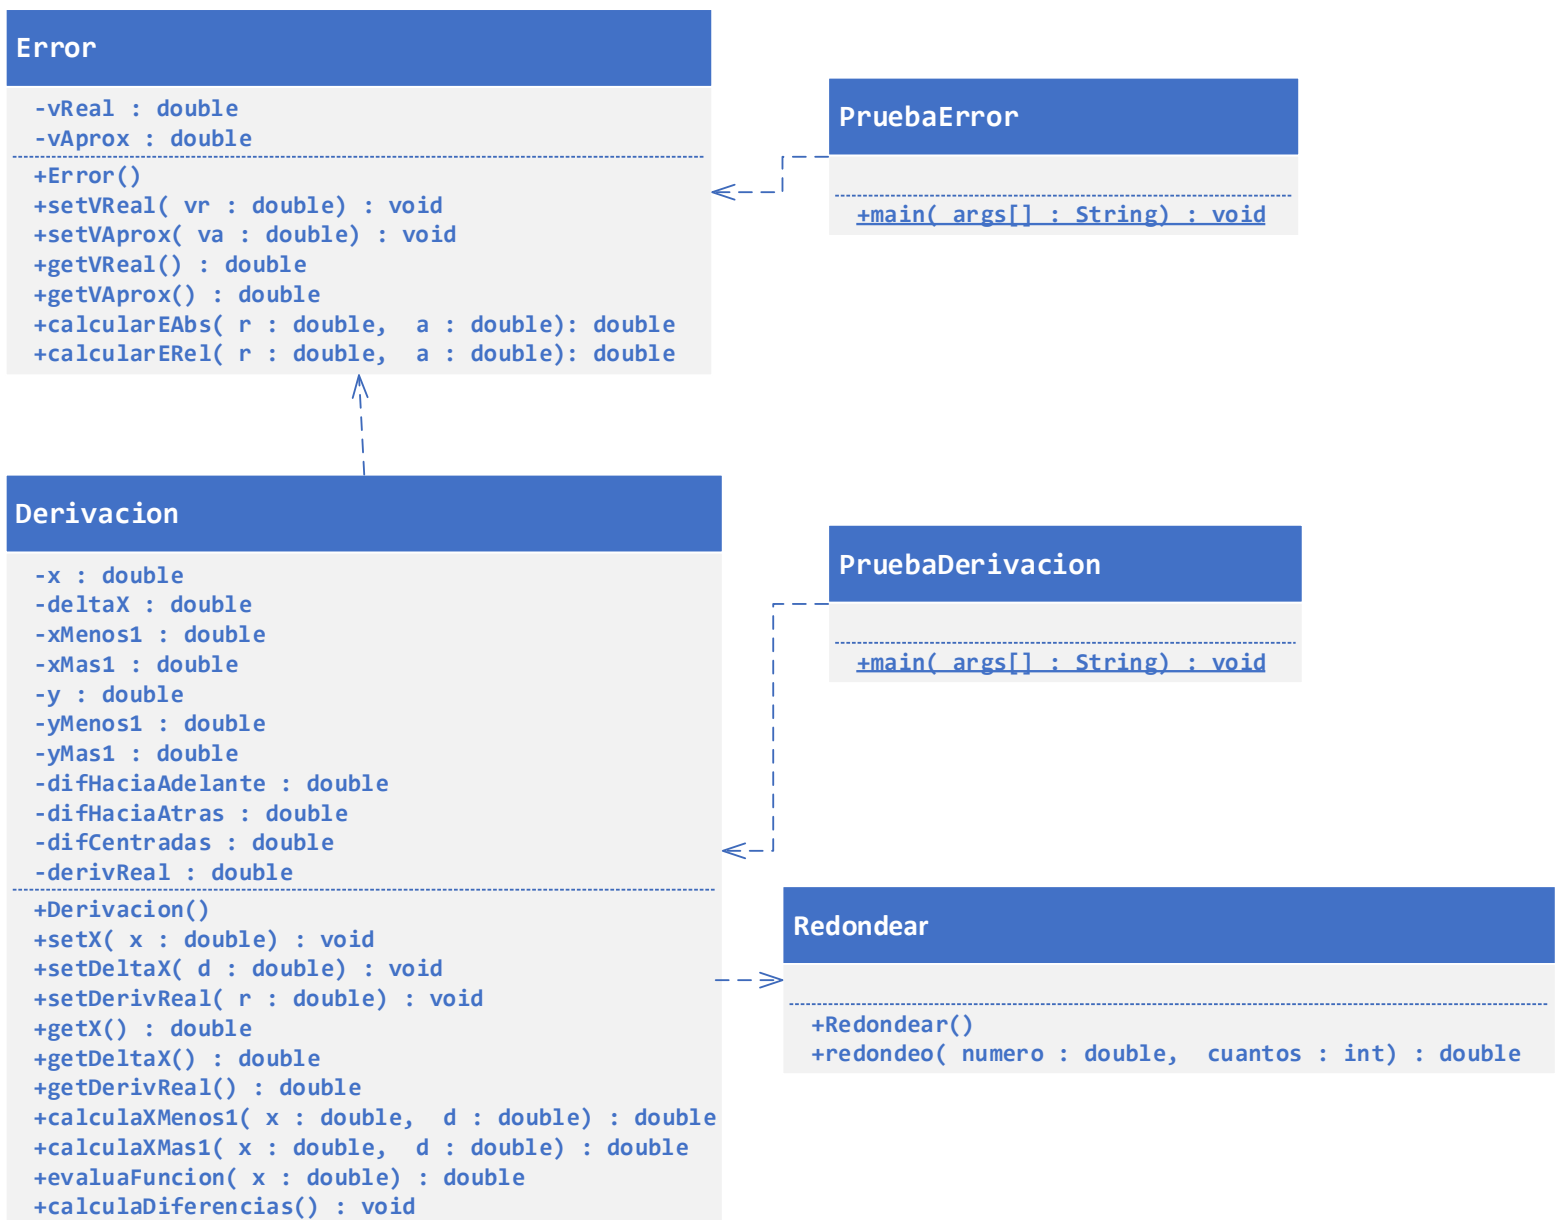 Error
-vReal : double
-vAprox : double
+Error()
+setVReal( vr : double) : void
+setVAprox( va : double) : void
+getVReal() : double
+getVAprox() : double
+calcularEAbs( r : double, a : double): double
+calcularERel( r : double, a : double): double
PruebaError
+main( args[] : String) : void
Derivacion
-x : double
-deltaX : double
-xMenos1 : double
-xMas1 : double
-y : double
-yMenos1 : double
-yMas1 : double
-difHaciaAdelante : double
-difHaciaAtras : double
-difCentradas : double
-derivReal : double
+Derivacion()
+setX( x : double) : void
+setDeltaX( d : double) : void
+setDerivReal( r : double) : void
+getX() : double
+getDeltaX() : double
+getDerivReal() : double
+calculaXMenos1( x : double, d : double) : double
+calculaXMas1( x : double, d : double) : double
+evaluaFuncion( x : double) : double
+calculaDiferencias() : void
PruebaDerivacion
+main( args[] : String) : void
Redondear
+Redondear()
+redondeo( numero : double, cuantos : int) : double